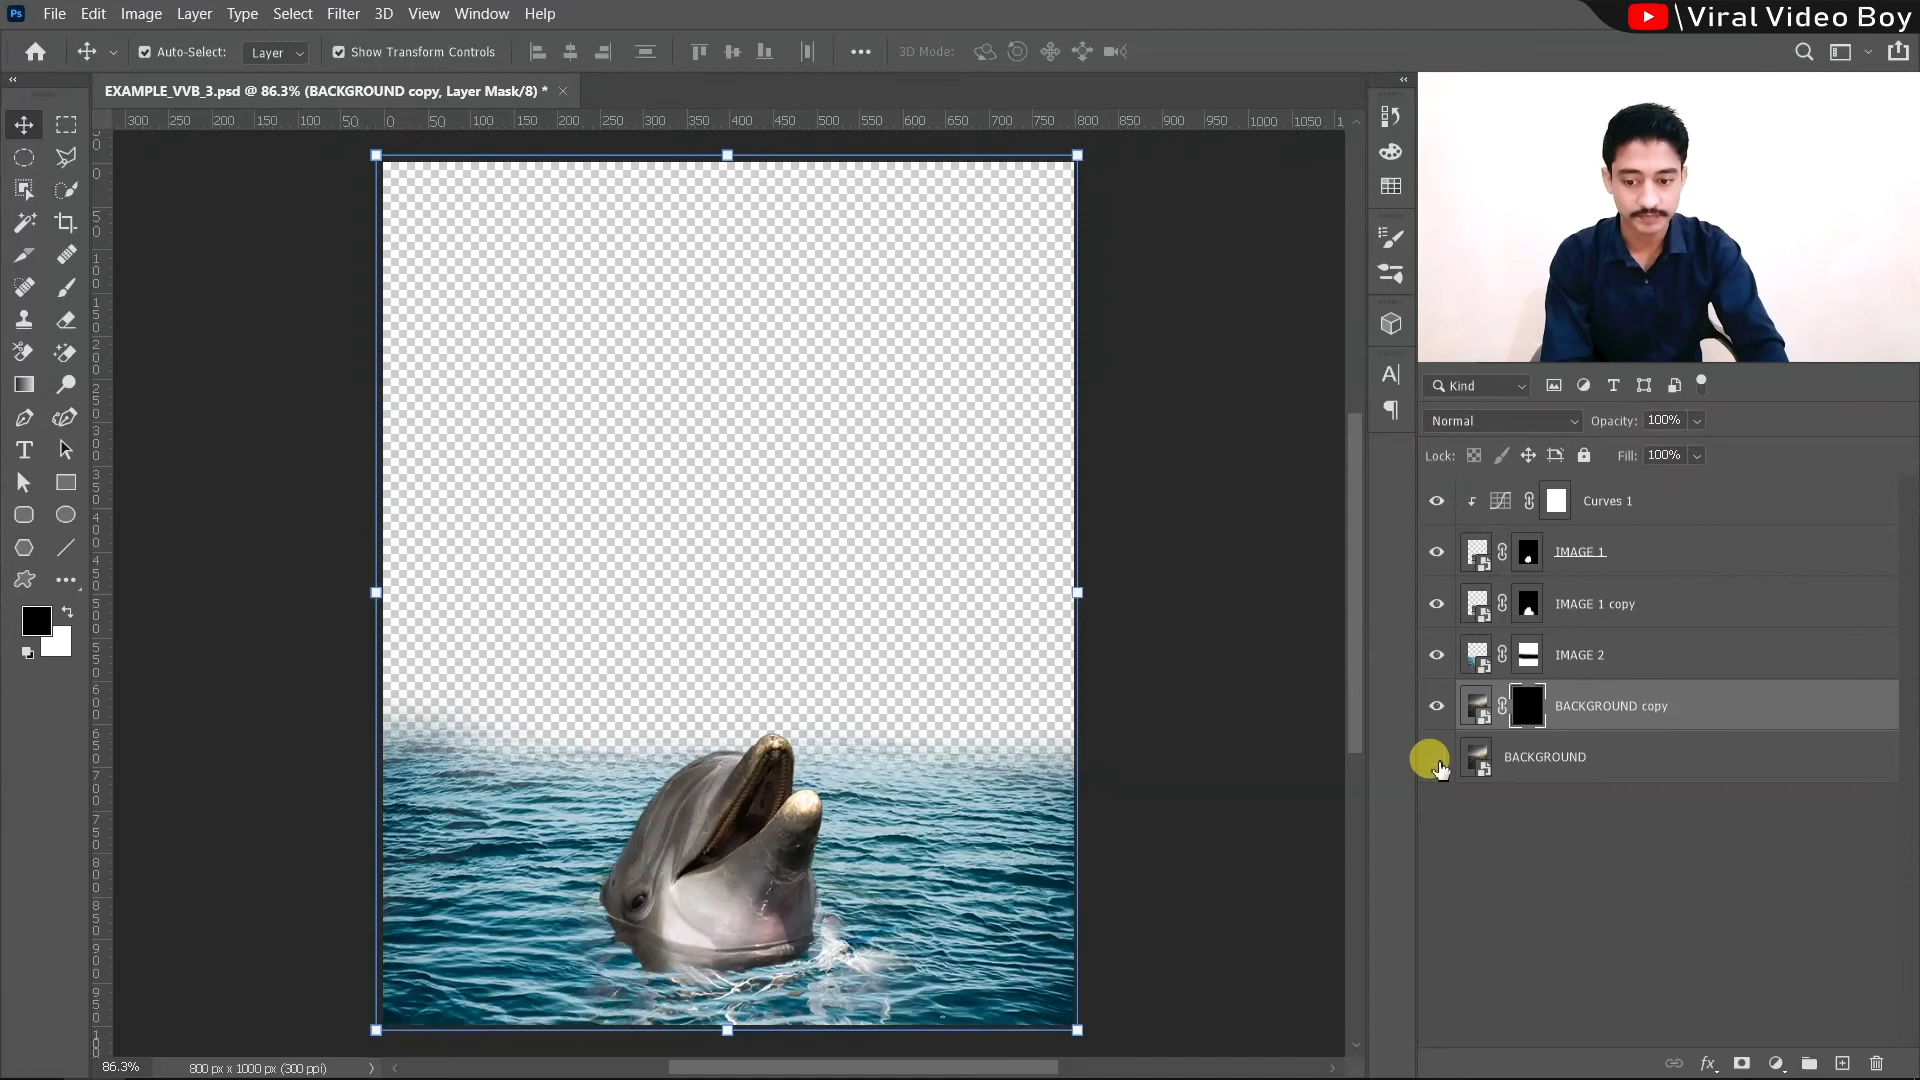 Ps File Edit Image Layer Type Select Filter 3D View Window Help
\Viral Video Boy
Auto-Select: Layer Show Transform Controls 3D Mode:
EXAMPLE_VVB_3.psd @ 86.3% (BACKGROUND copy, Layer Mask/8) *
300 250 200 150 100 50 0 50 100 150 200 250 300 350 400 450 500 550 600 650 700 750 800 850 900 950 1000 1050 1
Kind
Normal Opacity: 100%
Lock: Fill: 100%
Curves 1
IMAGE 1
IMAGE 1 copy
IMAGE 2
BACKGROUND copy
BACKGROUND
86.3% 800 px x 1000 px (300 ppi)
fx